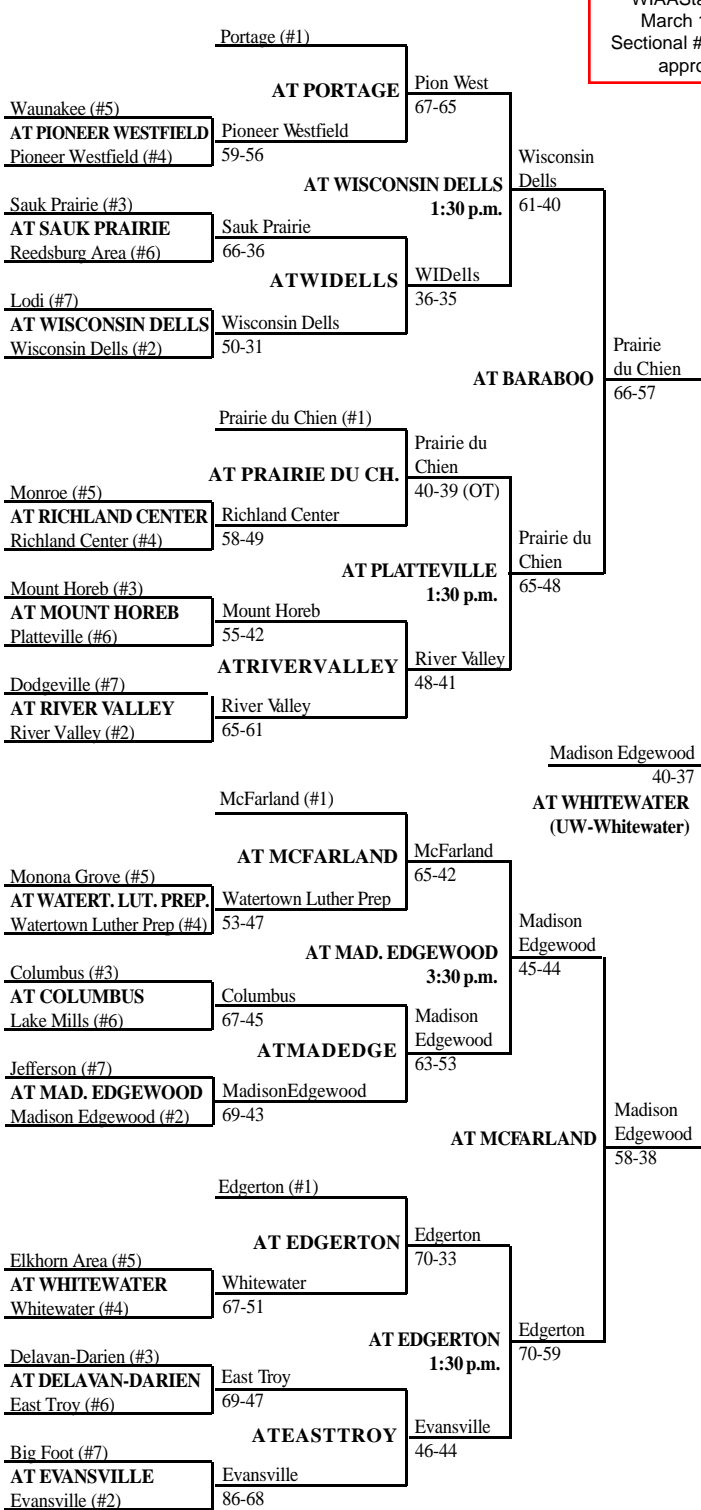 WIAASta
March 1
Sectional #
appro
Portage (#1)
AT PORTAGE
Pion West
67-65
Waunakee (#5)
AT PIONEER WESTFIELD
Pioneer Westfield (#4)
Pioneer Westfield
59-56
AT WISCONSIN DELLS
1:30 p.m.
Wisconsin
Dells
61-40
Sauk Prairie (#3)
AT SAUK PRAIRIE
Reedsburg Area (#6)
Sauk Prairie
66-36
ATWIDELLS
WIDells
36-35
Lodi (#7)
AT WISCONSIN DELLS
Wisconsin Dells (#2)
Wisconsin Dells
50-31
AT BARABOO
Prairie
du Chien
66-57
Prairie du Chien (#1)
AT PRAIRIE DU CH.
Prairie du
Chien
40-39 (OT)
Monroe (#5)
AT RICHLAND CENTER
Richland Center (#4)
Richland Center
58-49
AT PLATTEVILLE
1:30 p.m.
Prairie du
Chien
65-48
Mount Horeb (#3)
AT MOUNT HOREB
Platteville (#6)
Mount Horeb
55-42
ATRIVERVALLEY
River Valley
48-41
Dodgeville (#7)
AT RIVER VALLEY
River Valley (#2)
River Valley
65-61
Madison Edgewood
40-37
AT WHITEWATER
(UW-Whitewater)
McFarland (#1)
AT MCFARLAND
McFarland
65-42
Monona Grove (#5)
AT WATERT. LUT. PREP.
Watertown Luther Prep (#4)
Watertown Luther Prep
53-47
AT MAD. EDGEWOOD
3:30 p.m.
Madison
Edgewood
45-44
Columbus (#3)
AT COLUMBUS
Lake Mills (#6)
Columbus
67-45
ATMADEDGE
Madison
Edgewood
63-53
Jefferson (#7)
AT MAD. EDGEWOOD
Madison Edgewood (#2)
MadisonEdgewood
69-43
AT MCFARLAND
Madison
Edgewood
58-38
Edgerton (#1)
AT EDGERTON
Edgerton
70-33
Elkhorn Area (#5)
AT WHITEWATER
Whitewater (#4)
Whitewater
67-51
AT EDGERTON
1:30 p.m.
Edgerton
70-59
Delavan-Darien (#3)
AT DELAVAN-DARIEN
East Troy (#6)
East Troy
69-47
ATEASTTROY
Evansville
46-44
Big Foot (#7)
AT EVANSVILLE
Evansville (#2)
Evansville
86-68